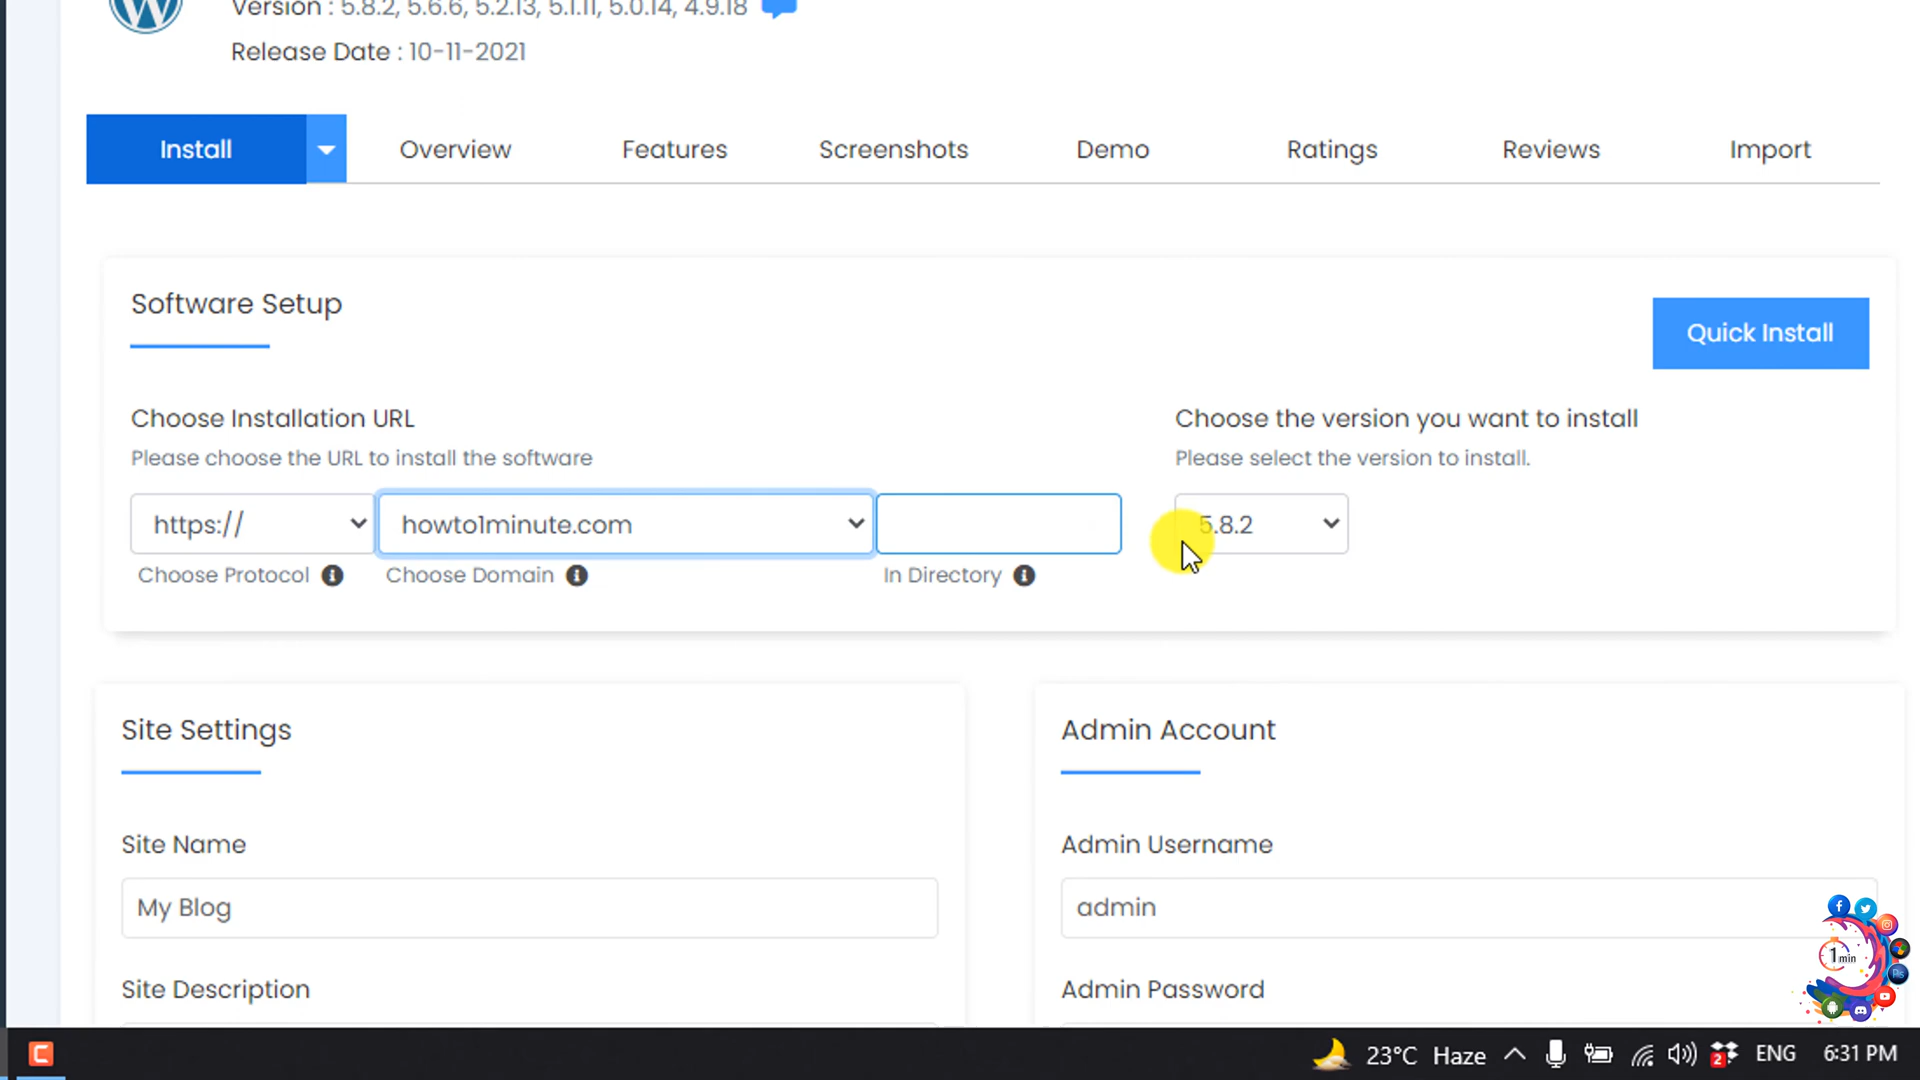 Version : 5.8.2, 5.6.6, 5.2.13, 5.1.11, 5.0.14, 4.9.18
Release Date : 10-11-2021
Install Overview Features Screenshots Demo Ratings Reviews Import
Software Setup
Quick Install
Choose Installation URL
Please choose the URL to install the software
https:// howto1minute.com
Choose Protocol Choose Domain In Directory
Choose the version you want to install
Please select the version to install.
5.8.2
Site Settings
Site Name
My Blog
Site Description
Admin Account
Admin Username
admin
Admin Password
1 min
23°C Haze 2 ENG 6:31 PM